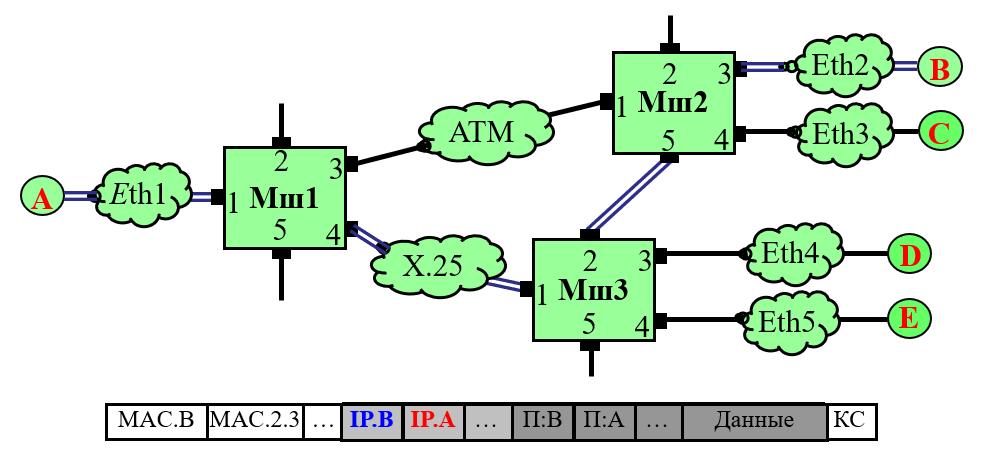 2
3
Eth2
B
1
Мш2
ATM
5
4
Eth3
C
2
3
A
Eth1
1
Мш1
5
4
X.25
2
3
Eth4
D
1
Мш3
5
4
Eth5
E
MAC.B MAC.2.3 ... IP.B IP.A ... П:B П:A ... Данные КС